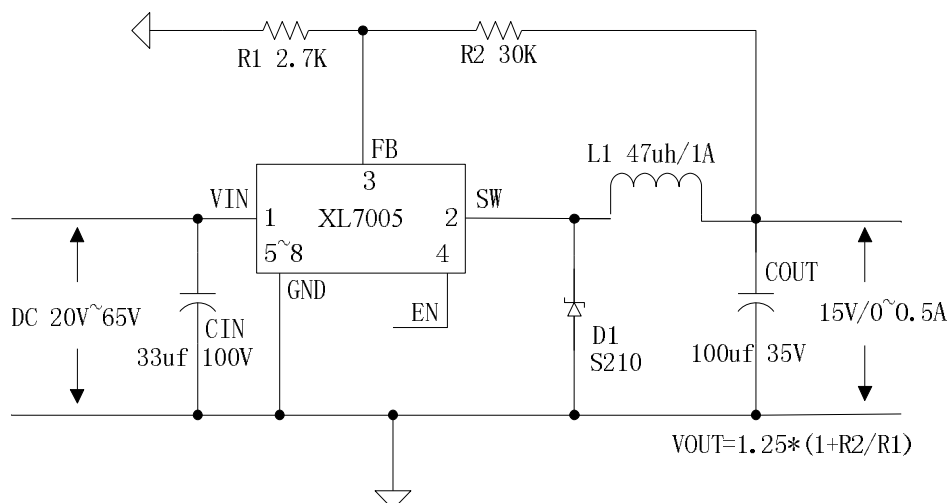 R1 2.7K
R2 30K
FB
3
L1 47uh/1A
VIN
1
XL7005
2
SW
5~8
4
GND
EN
COUT
DC 20V~65V
CIN
33uf 100V
D1
S210
100uf 35V
15V/0~0.5A
VOUT=1.25*(1+R2/R1)